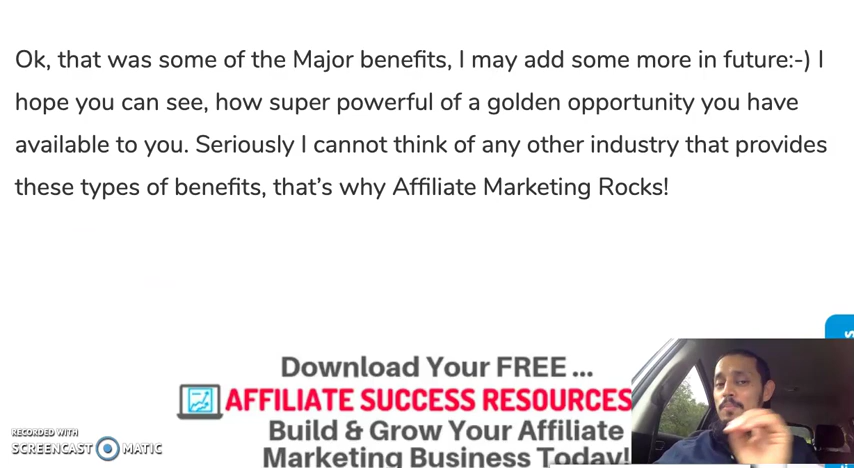 Ok, that was some of the Major benefits, I may add some more in future:-) I
hope you can see, how super powerful of a golden opportunity you have
available to you. Seriously I cannot think of any other industry that provides
these types of benefits, that’s why Affiliate Marketing Rocks!
Download Your FREE ...
AFFILIATE SUCCESS RESOURCES
Build & Grow Your Affiliate
Marketing Business Today!
RECORDED WITH
SCREENCAST MATIC